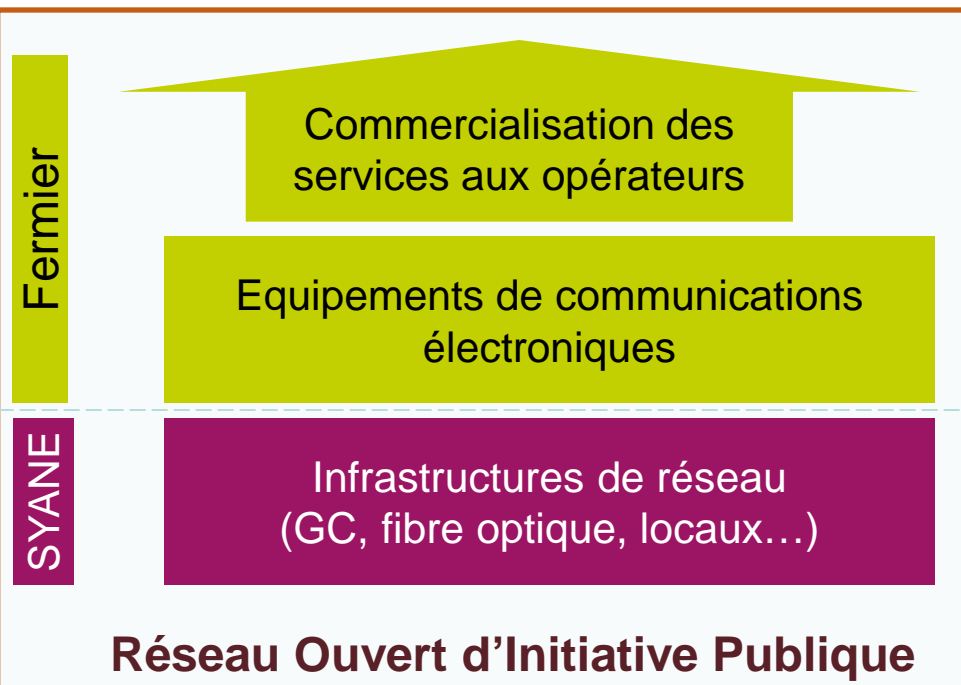 Fermier
Commercialisation des
services aux opérateurs
Equipements de communications
électroniques
SYANE
Infrastructures de réseau
(GC, fibre optique, locaux…)
Réseau Ouvert d’Initiative Publique